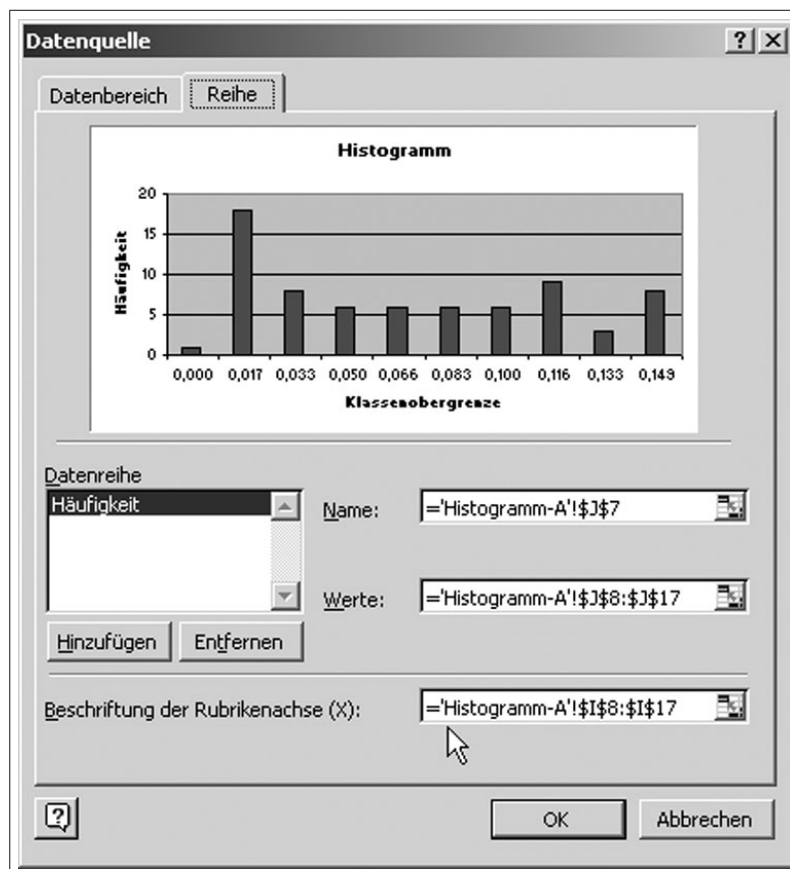 Datenquelle
Datenbereich Reihe
Histogramm
Häufigkeit
20
15
10
5
0
0,000 0,017 0,033 0,050 0,066 0,083 0,100 0,116 0,133 0,149
Klassenobergrenze
Datenreihe
Häufigkeit
Name: ='Histogramm-A'!$J$7
Werte: ='Histogramm-A'!$J$8:$J$17
Hinzufügen Entfernen
Beschriftung der Rubrikenachse (X): ='Histogramm-A'!$I$8:$I$17
OK Abbrechen